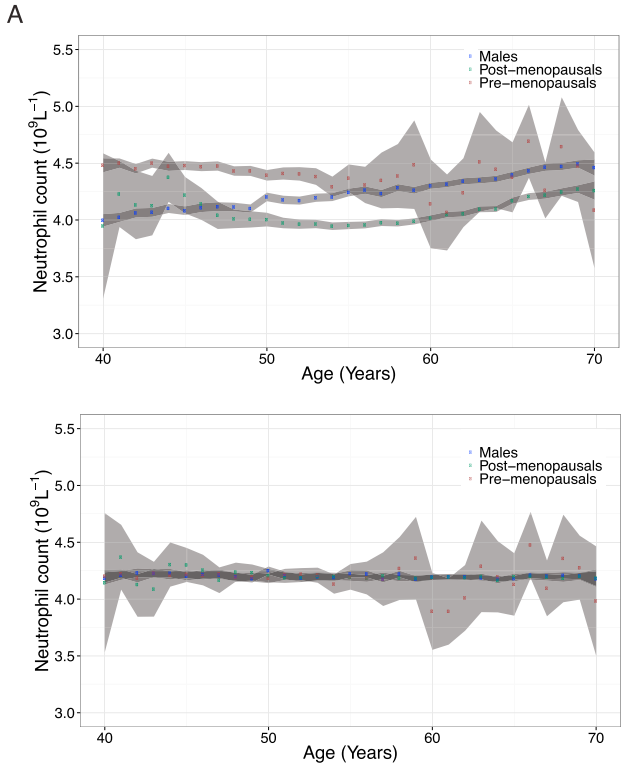 A
Neutrophil count (10⁹L⁻¹)
5.5
5.0
4.5
4.0
3.5
3.0
Males
Post−menopausals
Pre−menopausals
40 50 60 70
Age (Years)
Neutrophil count (10⁹L⁻¹)
5.5
5.0
4.5
4.0
3.5
3.0
Males
Post−menopausals
Pre−menopausals
40 50 60 70
Age (Years)